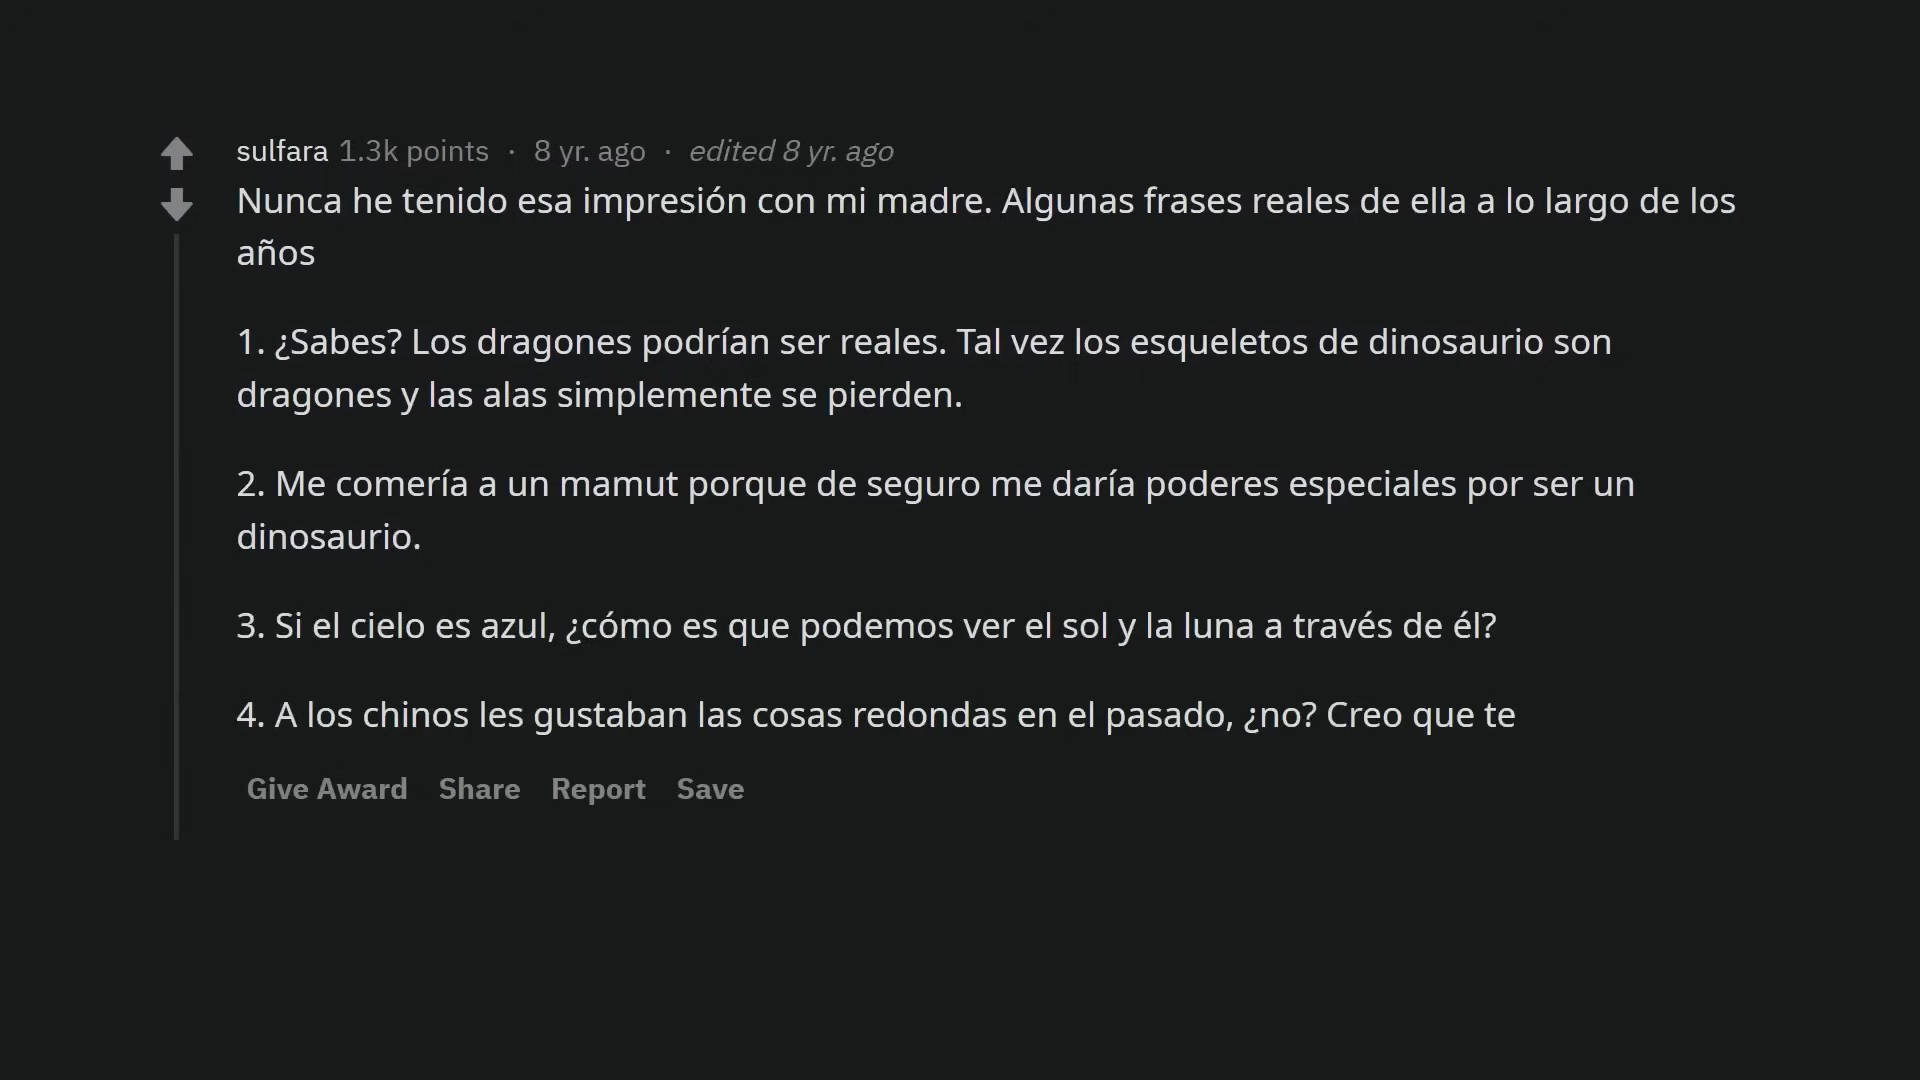 sulfara 1.3k points · 8 yr. ago · edited 8 yr. ago
Nunca he tenido esa impresión con mi madre. Algunas frases reales de ella a lo largo de los
años
1. ¿Sabes? Los dragones podrían ser reales. Tal vez los esqueletos de dinosaurio son
dragones y las alas simplemente se pierden.
2. Me comería a un mamut porque de seguro me daría poderes especiales por ser un
dinosaurio.
3. Si el cielo es azul, ¿cómo es que podemos ver el sol y la luna a través de él?
4. A los chinos les gustaban las cosas redondas en el pasado, ¿no? Creo que te
Give Award Share Report Save